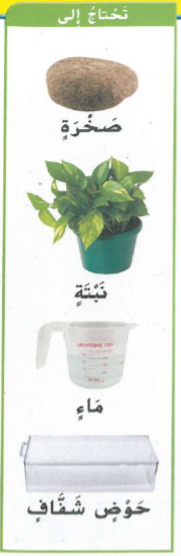 تَحْتاجُ إلى
صَخْرَةٍ
نَبْتَةٍ
مَاءٍ
حَوْضٍ شَفَّافٍ